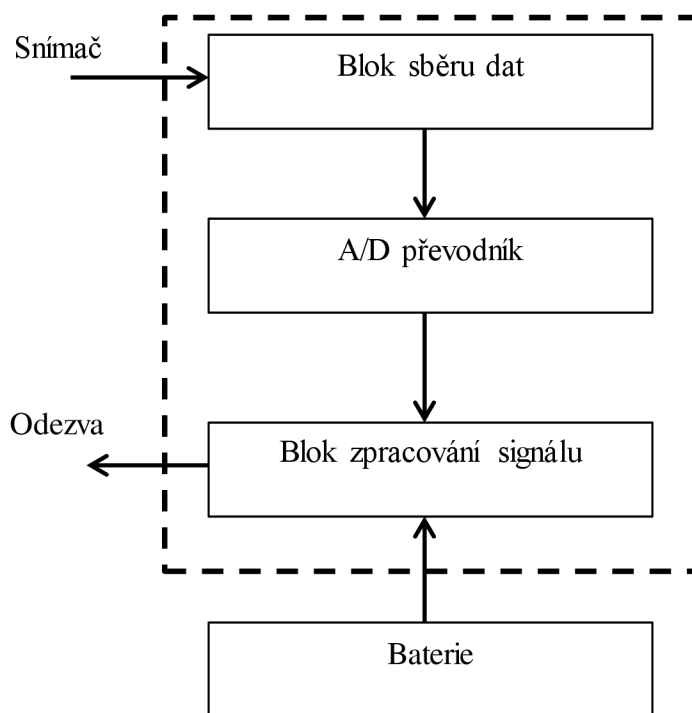 Snímač
Blok sběru dat
A/D převodník
Odezva
Blok zpracování signálu
Baterie